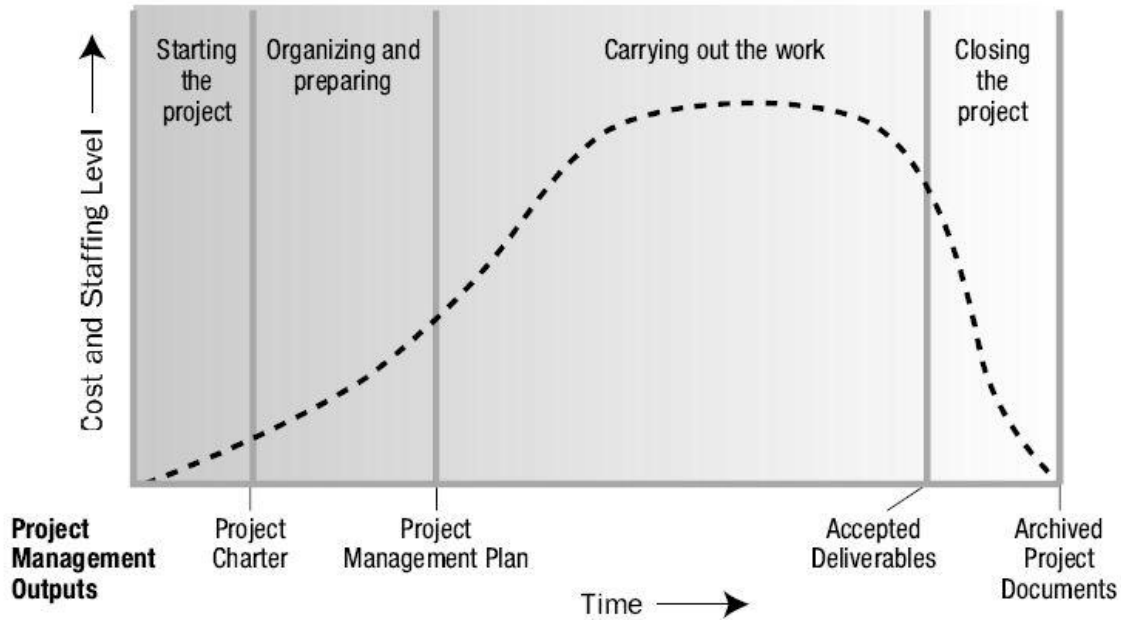 Starting
the
project
Organizing and
preparing
Carrying out the work
Closing
the
project
Cost and Staffing Level
Project
Management
Outputs
Project
Charter
Project
Management Plan
Accepted
Deliverables
Archived
Project
Documents
Time